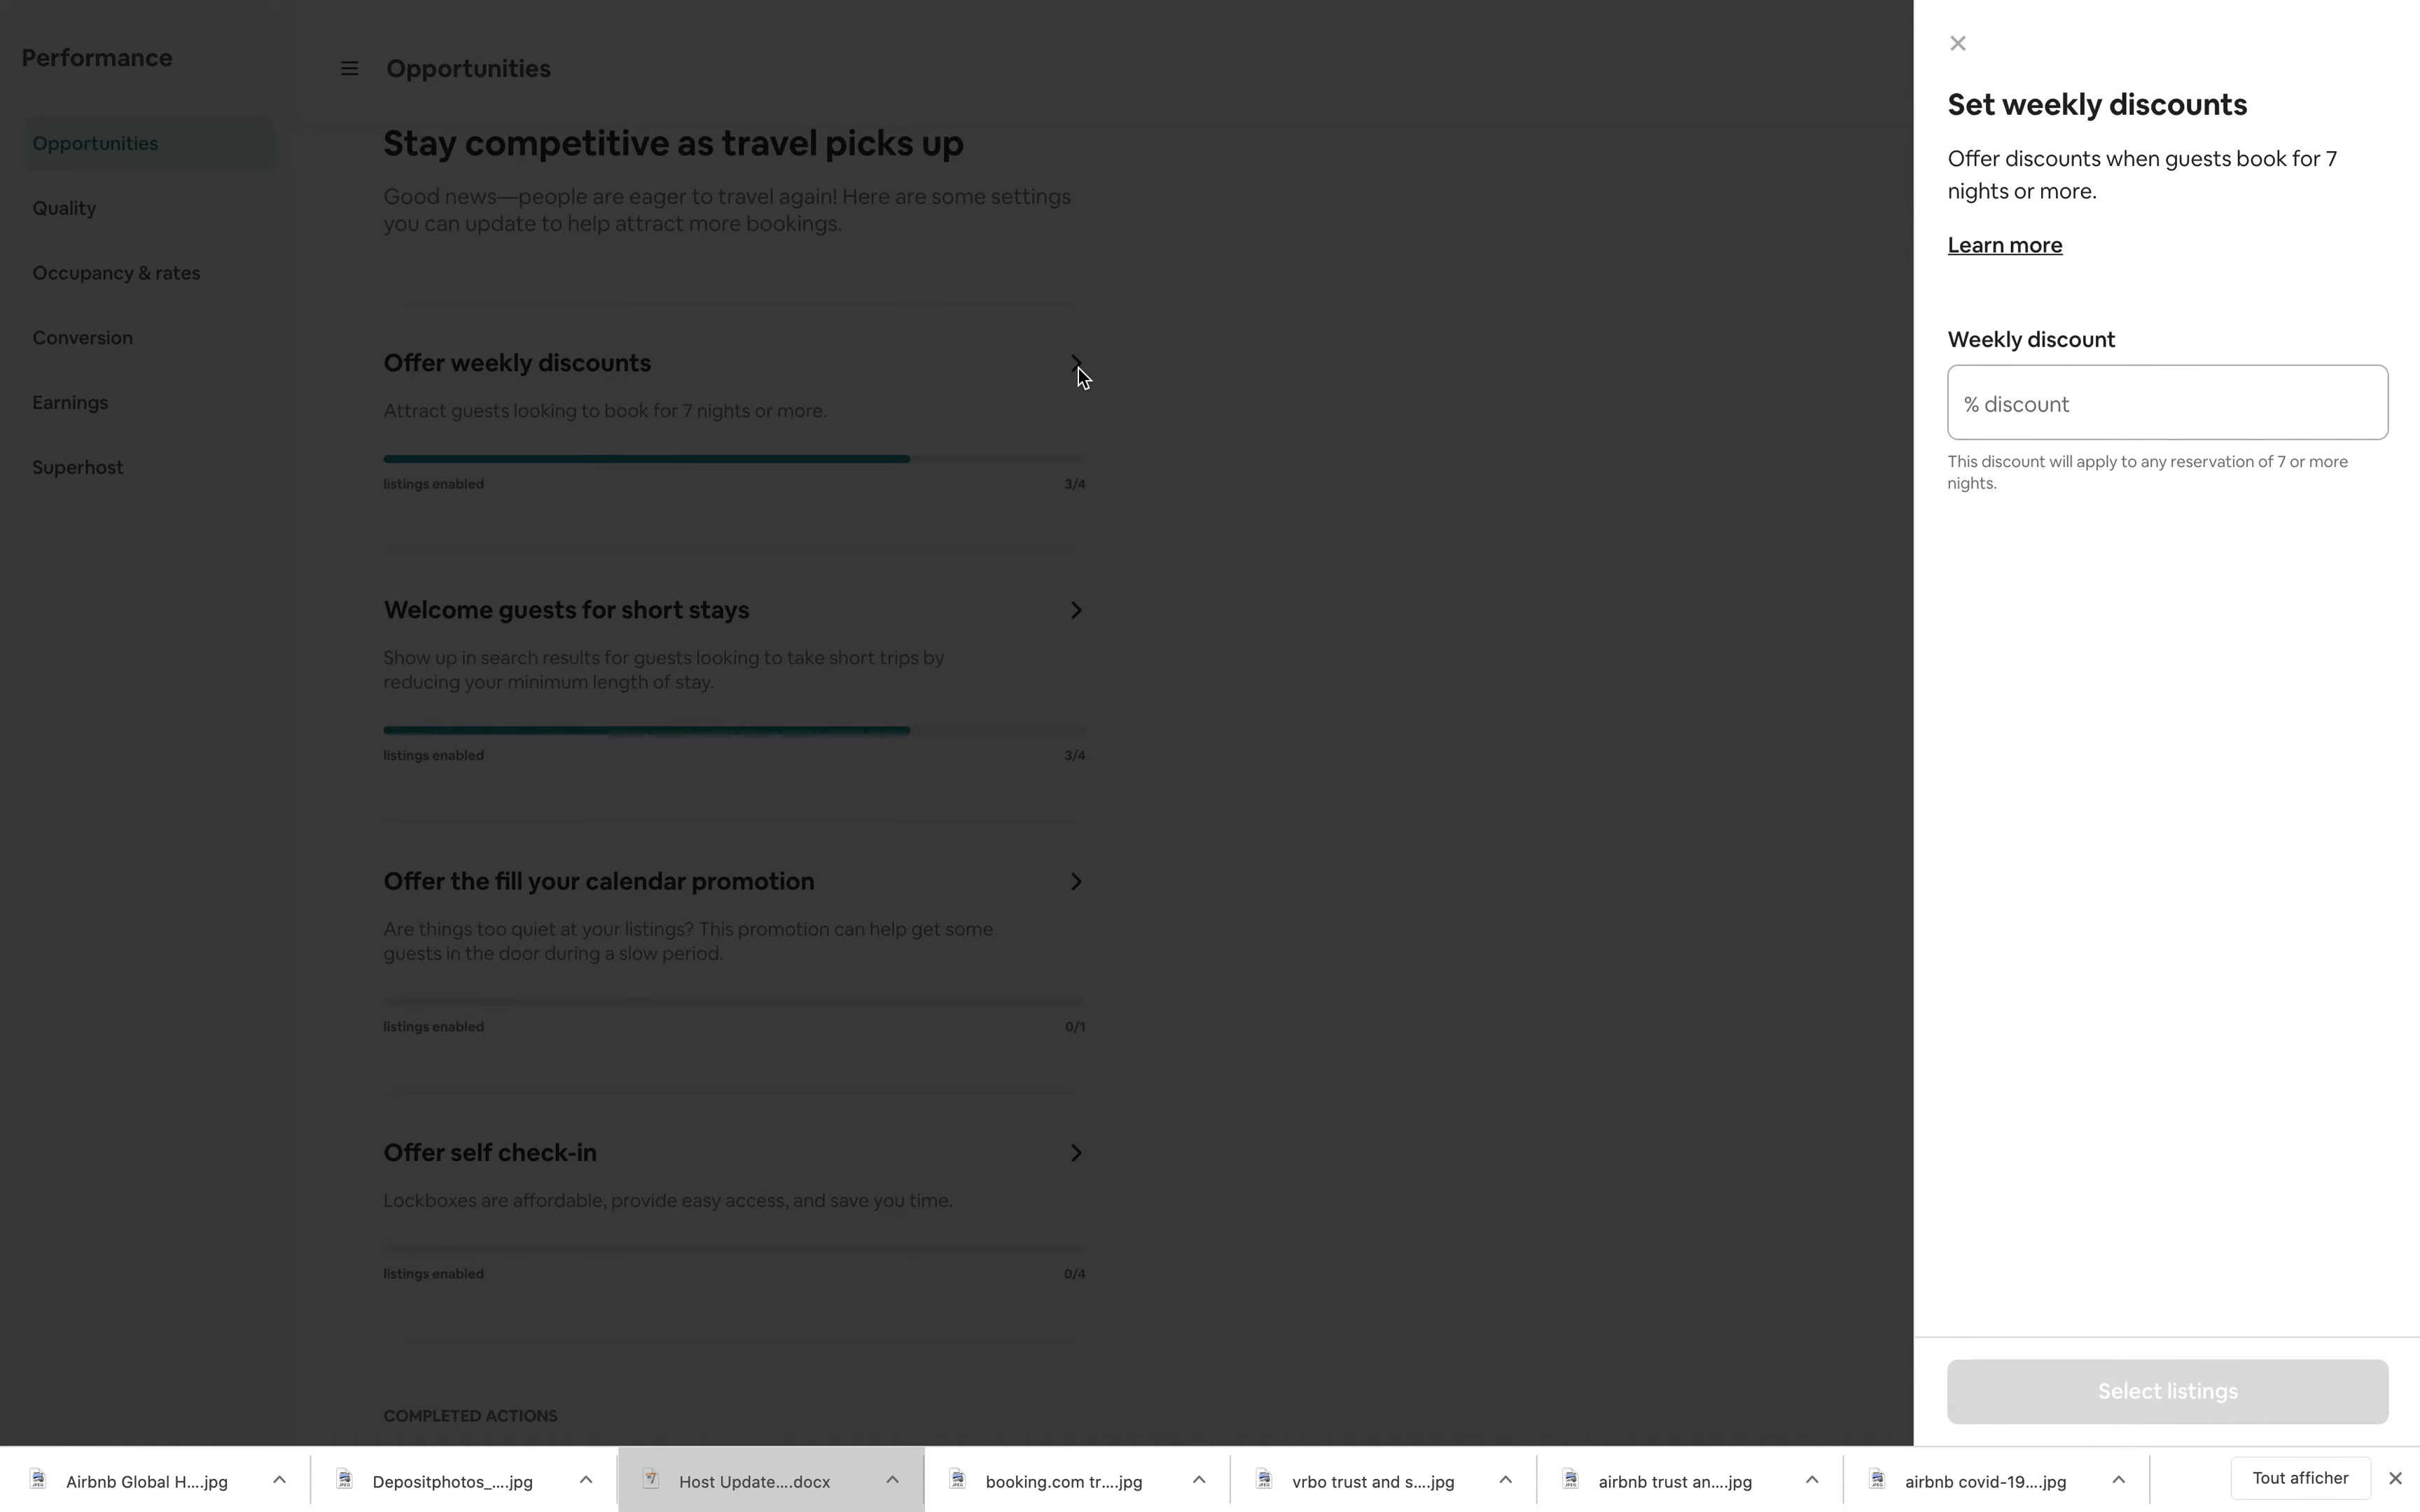 Performance
Opportunities
Quality
Occupancy & rates
Conversion
Earnings
Superhost
Opportunities
Stay competitive as travel picks up
Good news—people are eager to travel again! Here are some settings
you can update to help attract more bookings.
Offer weekly discounts
Attract guests looking to book for 7 nights or more.
listings enabled 3/4
Welcome guests for short stays
Show up in search results for guests looking to take short trips by
reducing your minimum length of stay.
listings enabled 3/4
Offer the fill your calendar promotion
Are things too quiet at your listings? This promotion can help get some
guests in the door during a slow period.
listings enabled 0/1
Offer self check-in
Lockboxes are affordable, provide easy access, and save you time.
listings enabled 0/4
COMPLETED ACTIONS
Set weekly discounts
Offer discounts when guests book for 7
nights or more.
Learn more
Weekly discount
% discount
This discount will apply to any reservation of 7 or more
nights.
Select listings
Airbnb Global H....jpg
Depositphotos_....jpg
Host Update....docx
booking.com tr....jpg
vrbo trust and s....jpg
airbnb trust an....jpg
airbnb covid-19....jpg
Tout afficher